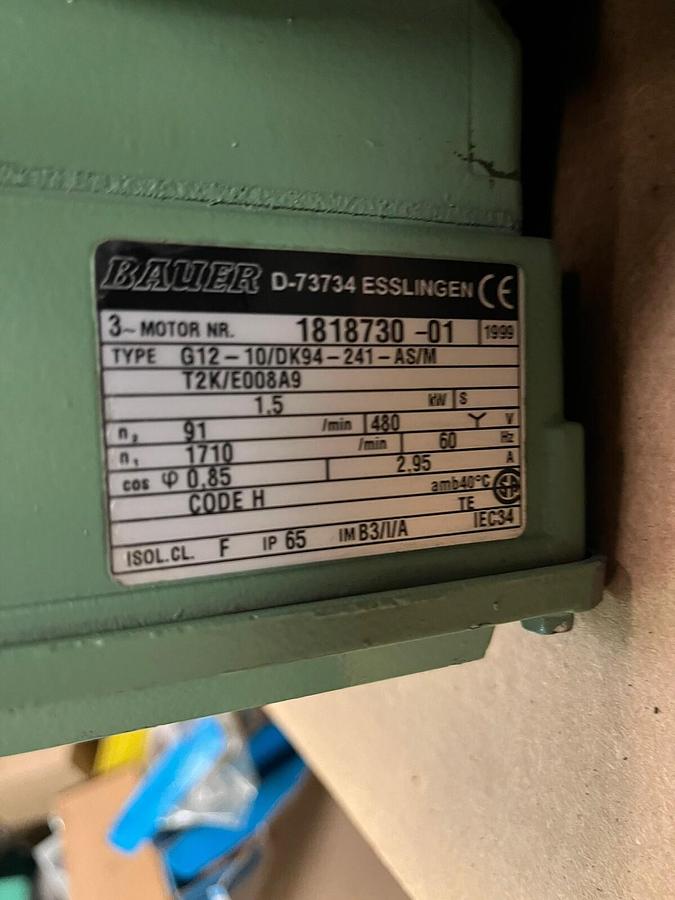 BAUER D-73734 ESSLINGEN CE
3~ MOTOR NR. 1818730 -01 1999
TYPE G12-10/DK94-241-AS/M
T2K/E008A9
1.5 kW S
n₂ 91 /min 480 Y V
n₁ 1710 /min 60 Hz
cos φ 0,85 2.95 A
CODE H amb40°C
TE
ISOL.CL. F IP 65 IM B3/I/A IEC34